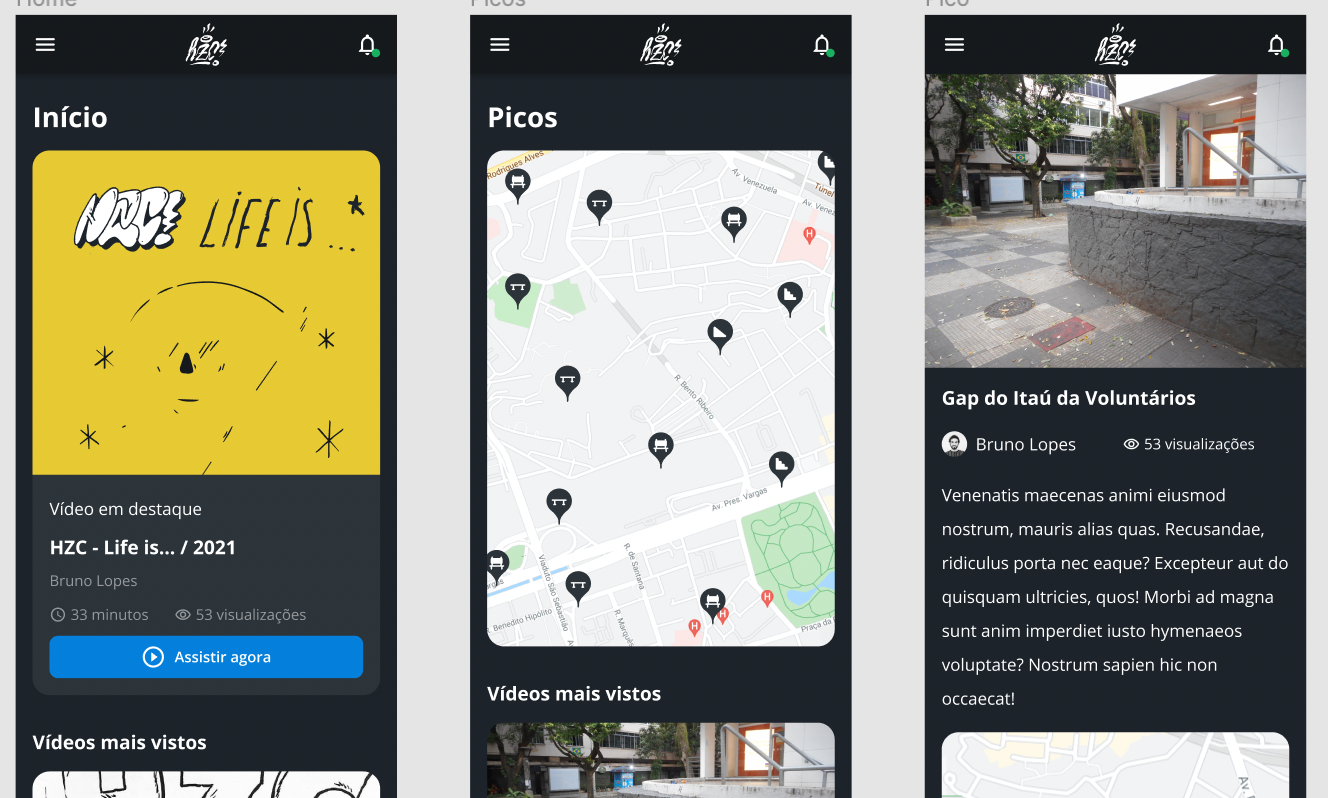 Home
HZC!
Início
HZC! LIFE IS ...
Vídeo em destaque
HZC - Life is... / 2021
Bruno Lopes
33 minutos
53 visualizações
Assistir agora
Vídeos mais vistos
Picos
HZC!
Picos
Rodrigues Alves
Av. Venezuela
Túnel
Av. Vene
H
R. Bento Ribeiro
Av. Pres. Vargas
Viaduto São Sebastião
R. de Santana
Benedito Hipólito
R. Marquês
H
H
H
Praça da
Vídeos mais vistos
Pico
HZC!
Gap do Itaú da Voluntários
Bruno Lopes
53 visualizações
Venenatis maecenas animi eiusmod
nostrum, mauris alias quas. Recusandae,
ridiculus porta nec eaque? Excepteur aut do
quisquam ultricies, quos! Morbi ad magna
sunt anim imperdiet iusto hymenaeos
voluptate? Nostrum sapien hic non
occaecat!
Av